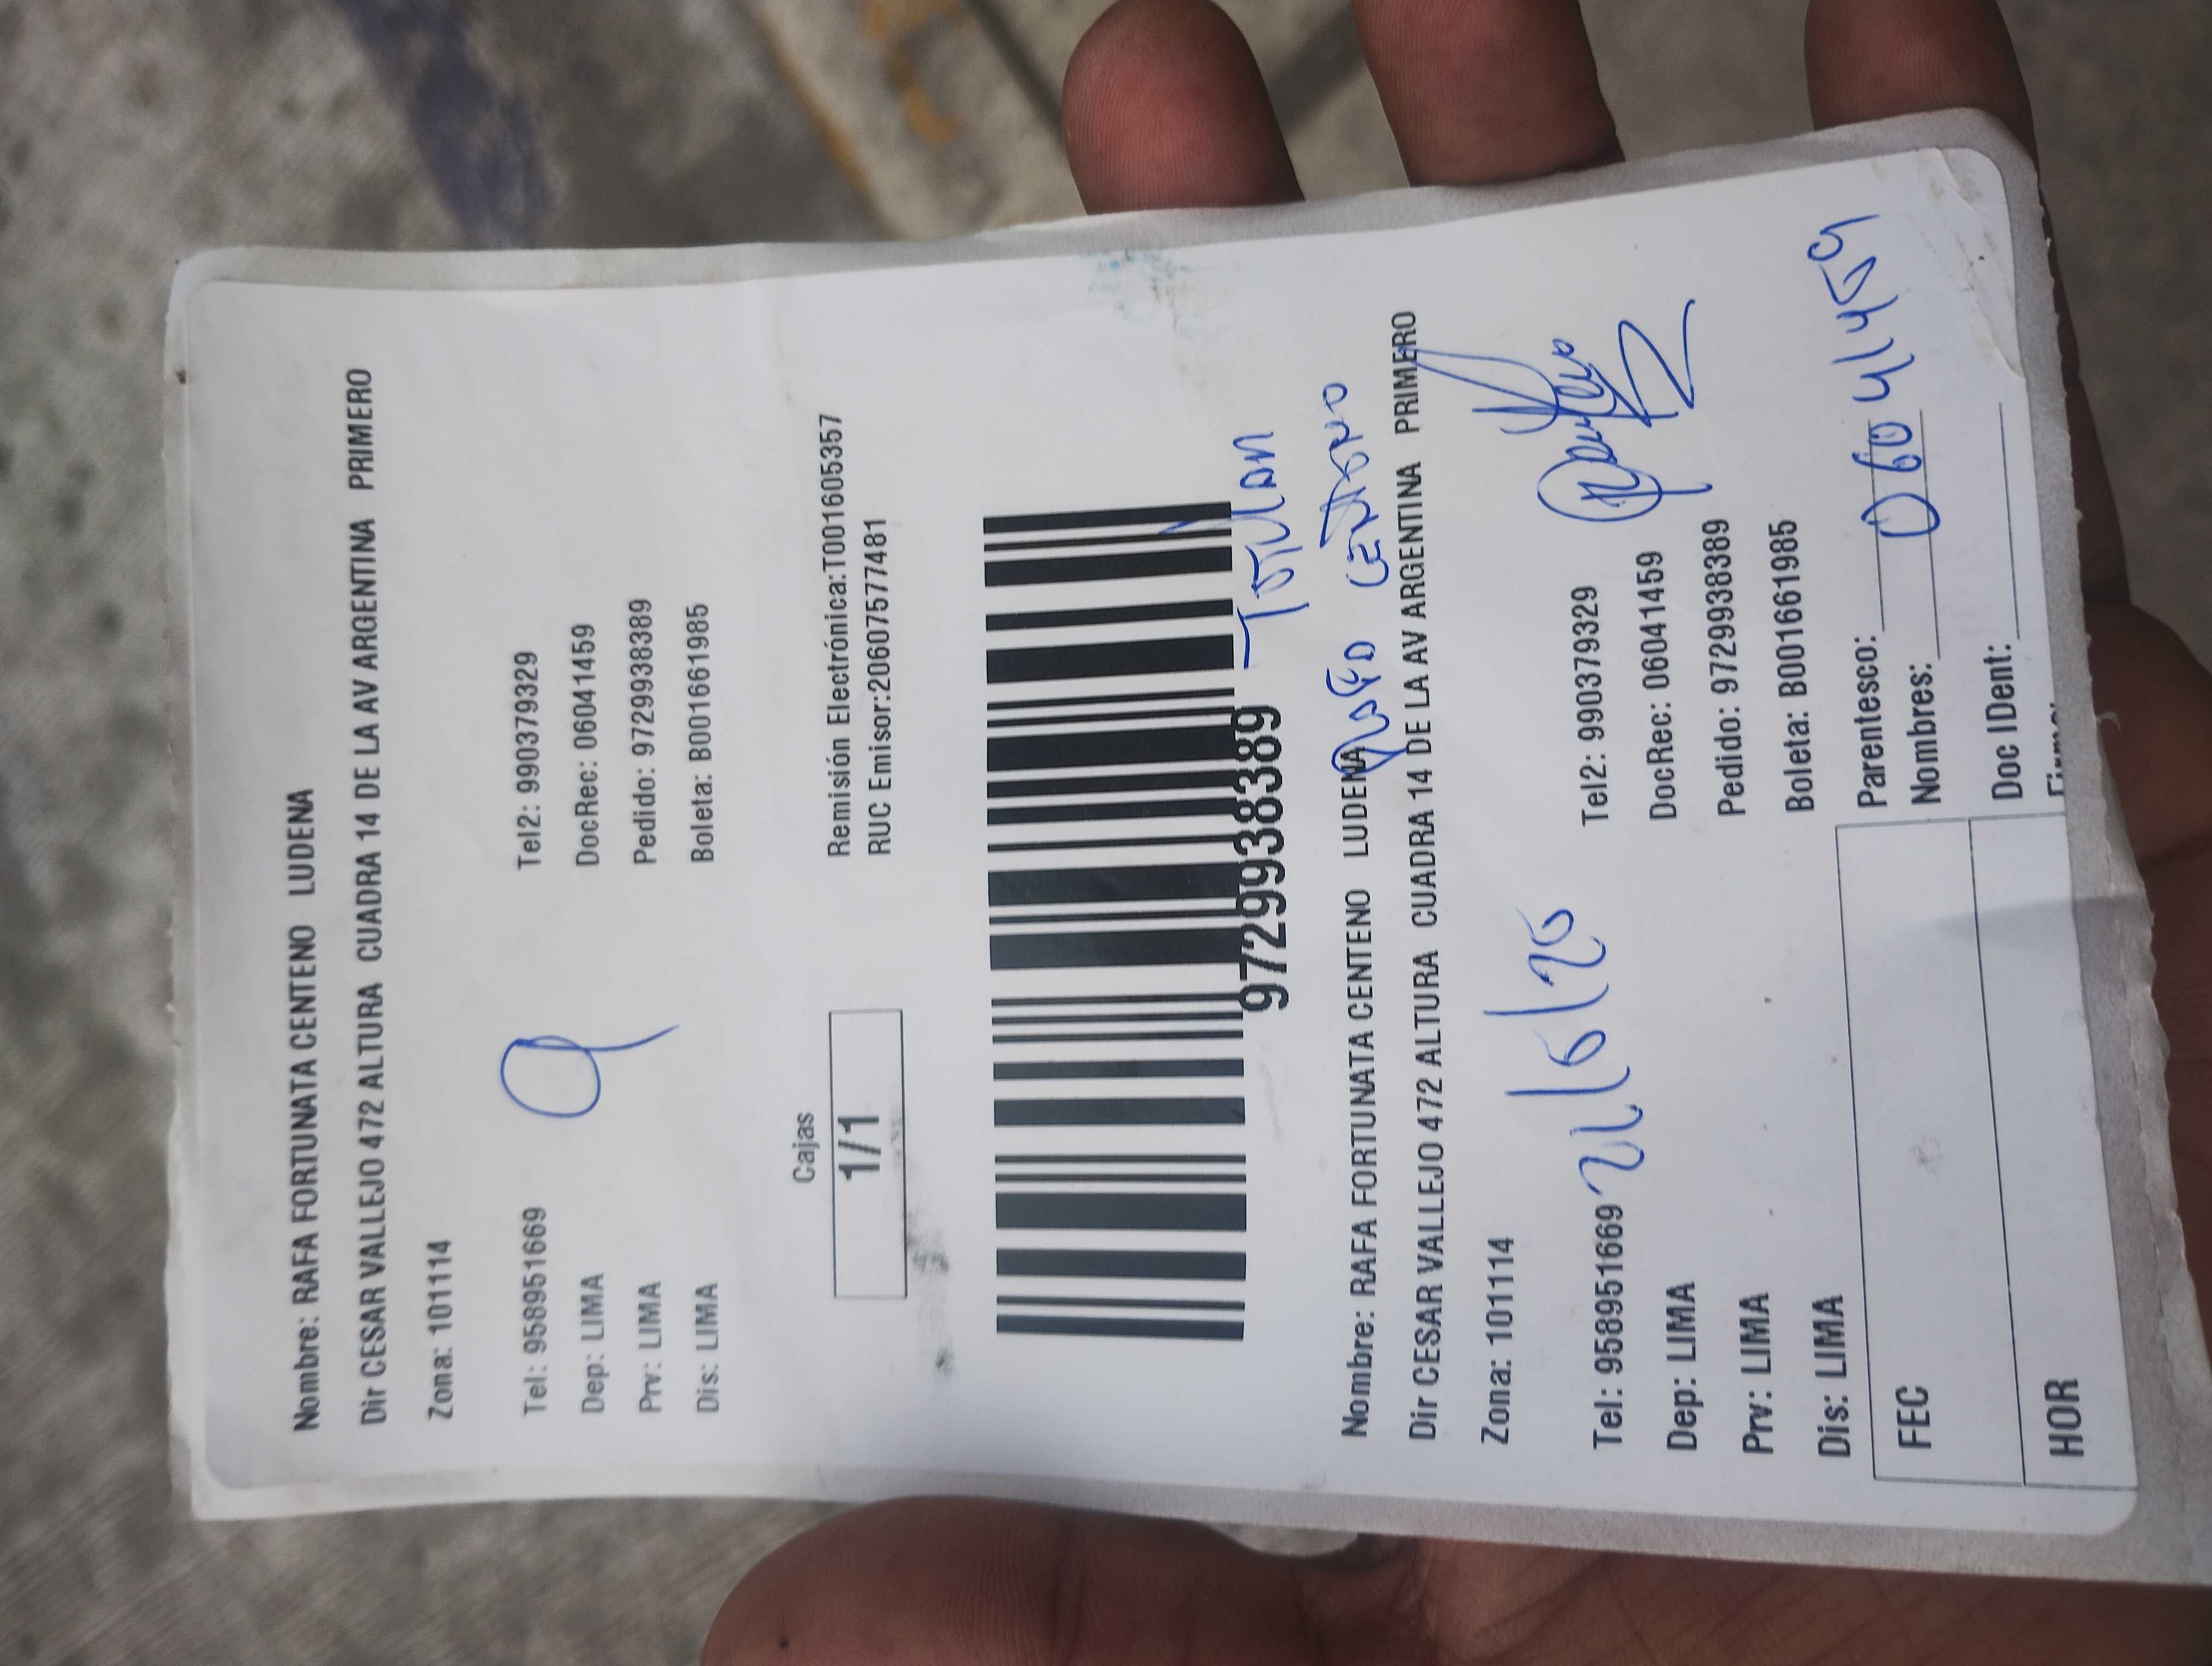 Nombre: RAFA FORTUNATA CENTENO LUDENA
Dir CESAR VALLEJO 472 ALTURA CUADRA 14 DE LA AV ARGENTINA PRIMERO
Zona: 101114
Tel: 958951669 Tel2: 990379329
Dep: LIMA DocRec: 06041459
Prv: LIMA Pedido: 97299938389
Dis: LIMA Boleta: B001661985
Cajas
1/1
Remisión Electrónica:T001605357
RUC Emisor:20607577481
97299938389
Titular
Rafa Centeno
Nombre: RAFA FORTUNATA CENTENO LUDENA
Dir CESAR VALLEJO 472 ALTURA CUADRA 14 DE LA AV ARGENTINA PRIMERO
Zona: 101114
21/6/25
Tel: 958951669 Tel2: 990379329
Dep: LIMA DocRec: 06041459
Prv: LIMA Pedido: 97299938389
Dis: LIMA Boleta: B001661985
FEC Parentesco:
Nombres: 06041459
HOR Doc IDent: